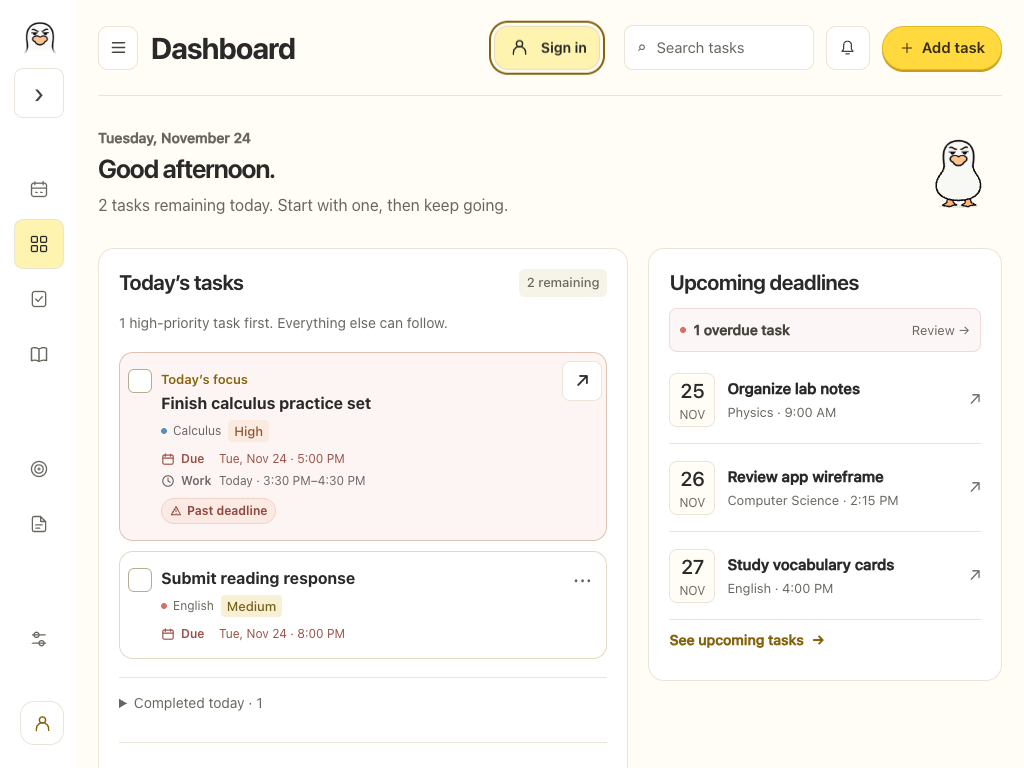 Dashboard
Sign in
Search tasks
+ Add task
Tuesday, November 24
Good afternoon.
2 tasks remaining today. Start with one, then keep going.
Today’s tasks
2 remaining
1 high-priority task first. Everything else can follow.
Today’s focus
Finish calculus practice set
Calculus High
Due Tue, Nov 24 · 5:00 PM
Work Today · 3:30 PM–4:30 PM
Past deadline
Submit reading response
English Medium
Due Tue, Nov 24 · 8:00 PM
Completed today · 1
Upcoming deadlines
1 overdue task Review →
25 NOV
Organize lab notes
Physics · 9:00 AM
26 NOV
Review app wireframe
Computer Science · 2:15 PM
27 NOV
Study vocabulary cards
English · 4:00 PM
See upcoming tasks →